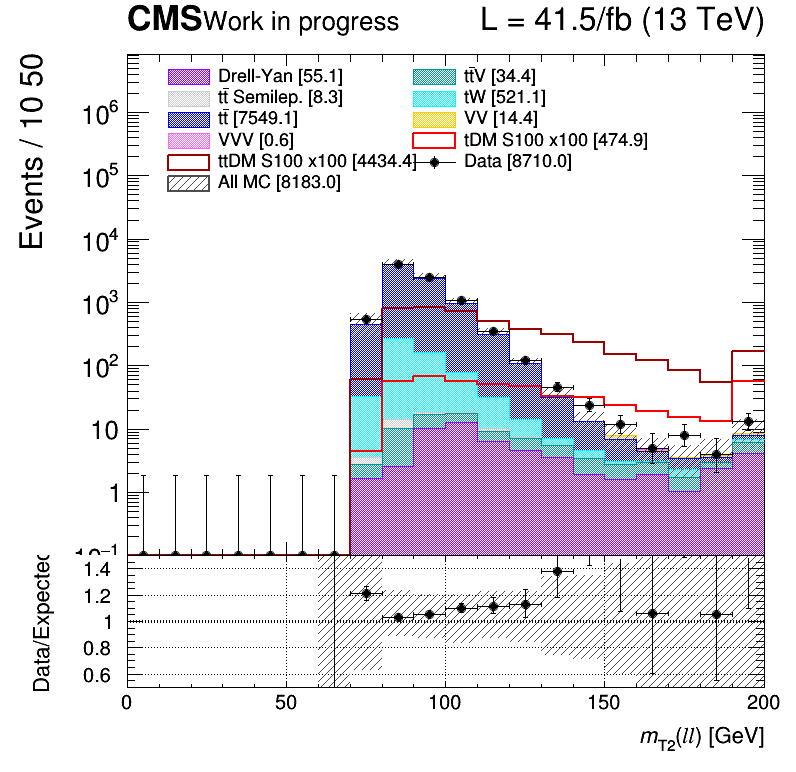 CMS Work in progress L = 41.5/fb (13 TeV)
Events / 10 50
Drell-Yan [55.1] tt̄V [34.4]
tt̄ Semilep. [8.3] tW [521.1]
tt̄ [7549.1] VV [14.4]
VVV [0.6] tDM S100 x100 [474.9]
ttDM S100 x100 [4434.4] Data [8710.0]
All MC [8183.0]
10⁶
10⁵
10⁴
10³
10²
10
1
10⁻¹
Data/Expected
1.4
1.2
1
0.8
0.6
0 50 100 150 200
m_T2(ll) [GeV]